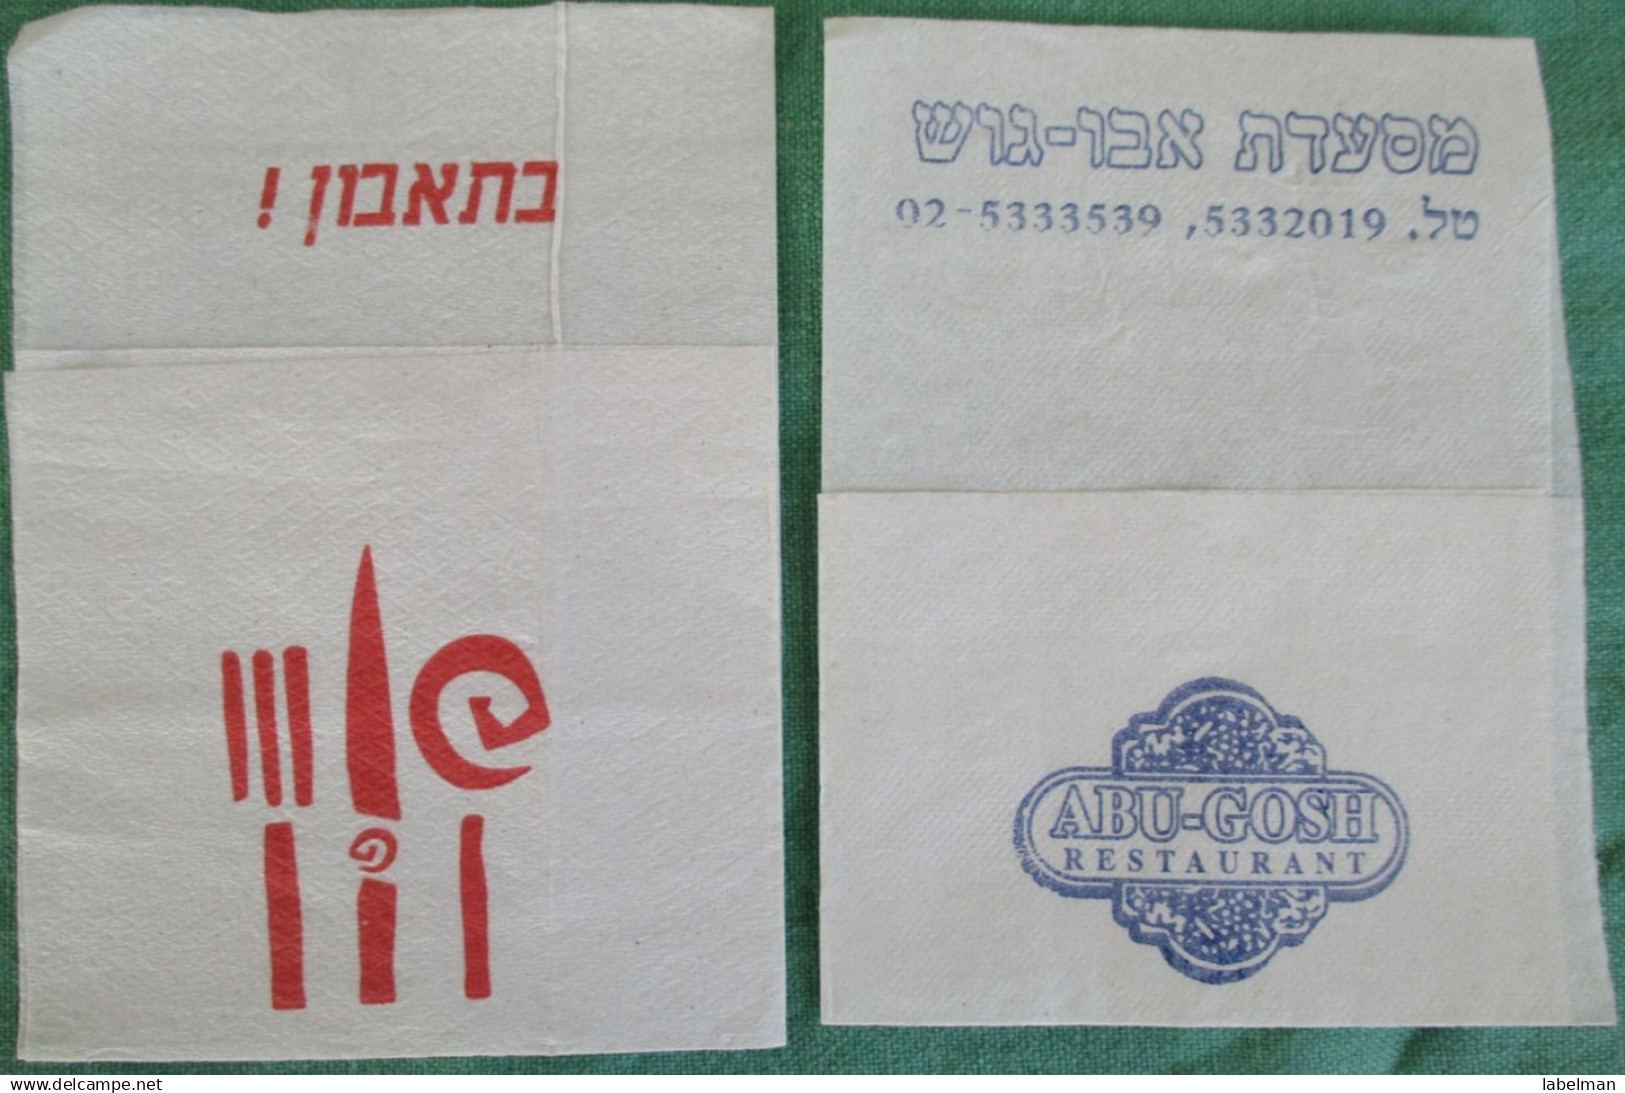 בתאבון !
מסעדת אבו-גוש
טל. 5332019, 02-5333539
ABU-GOSH
RESTAURANT
www.delcampe.net
labelman